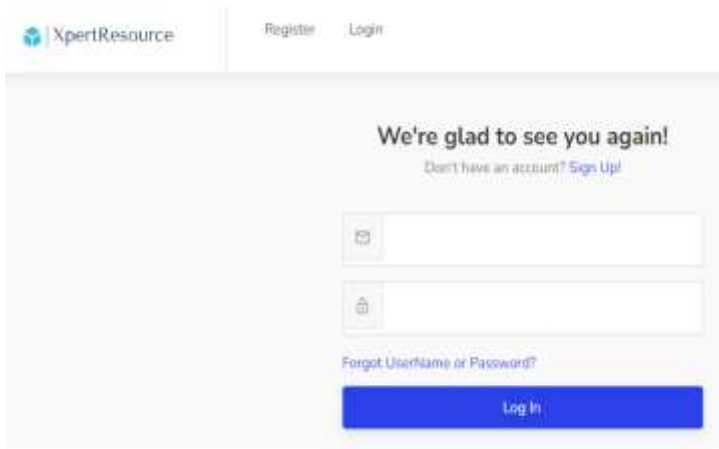 XpertResource
Register Login
We're glad to see you again!
Don't have an account? Sign Up!
Forgot UserName or Password?
Log In